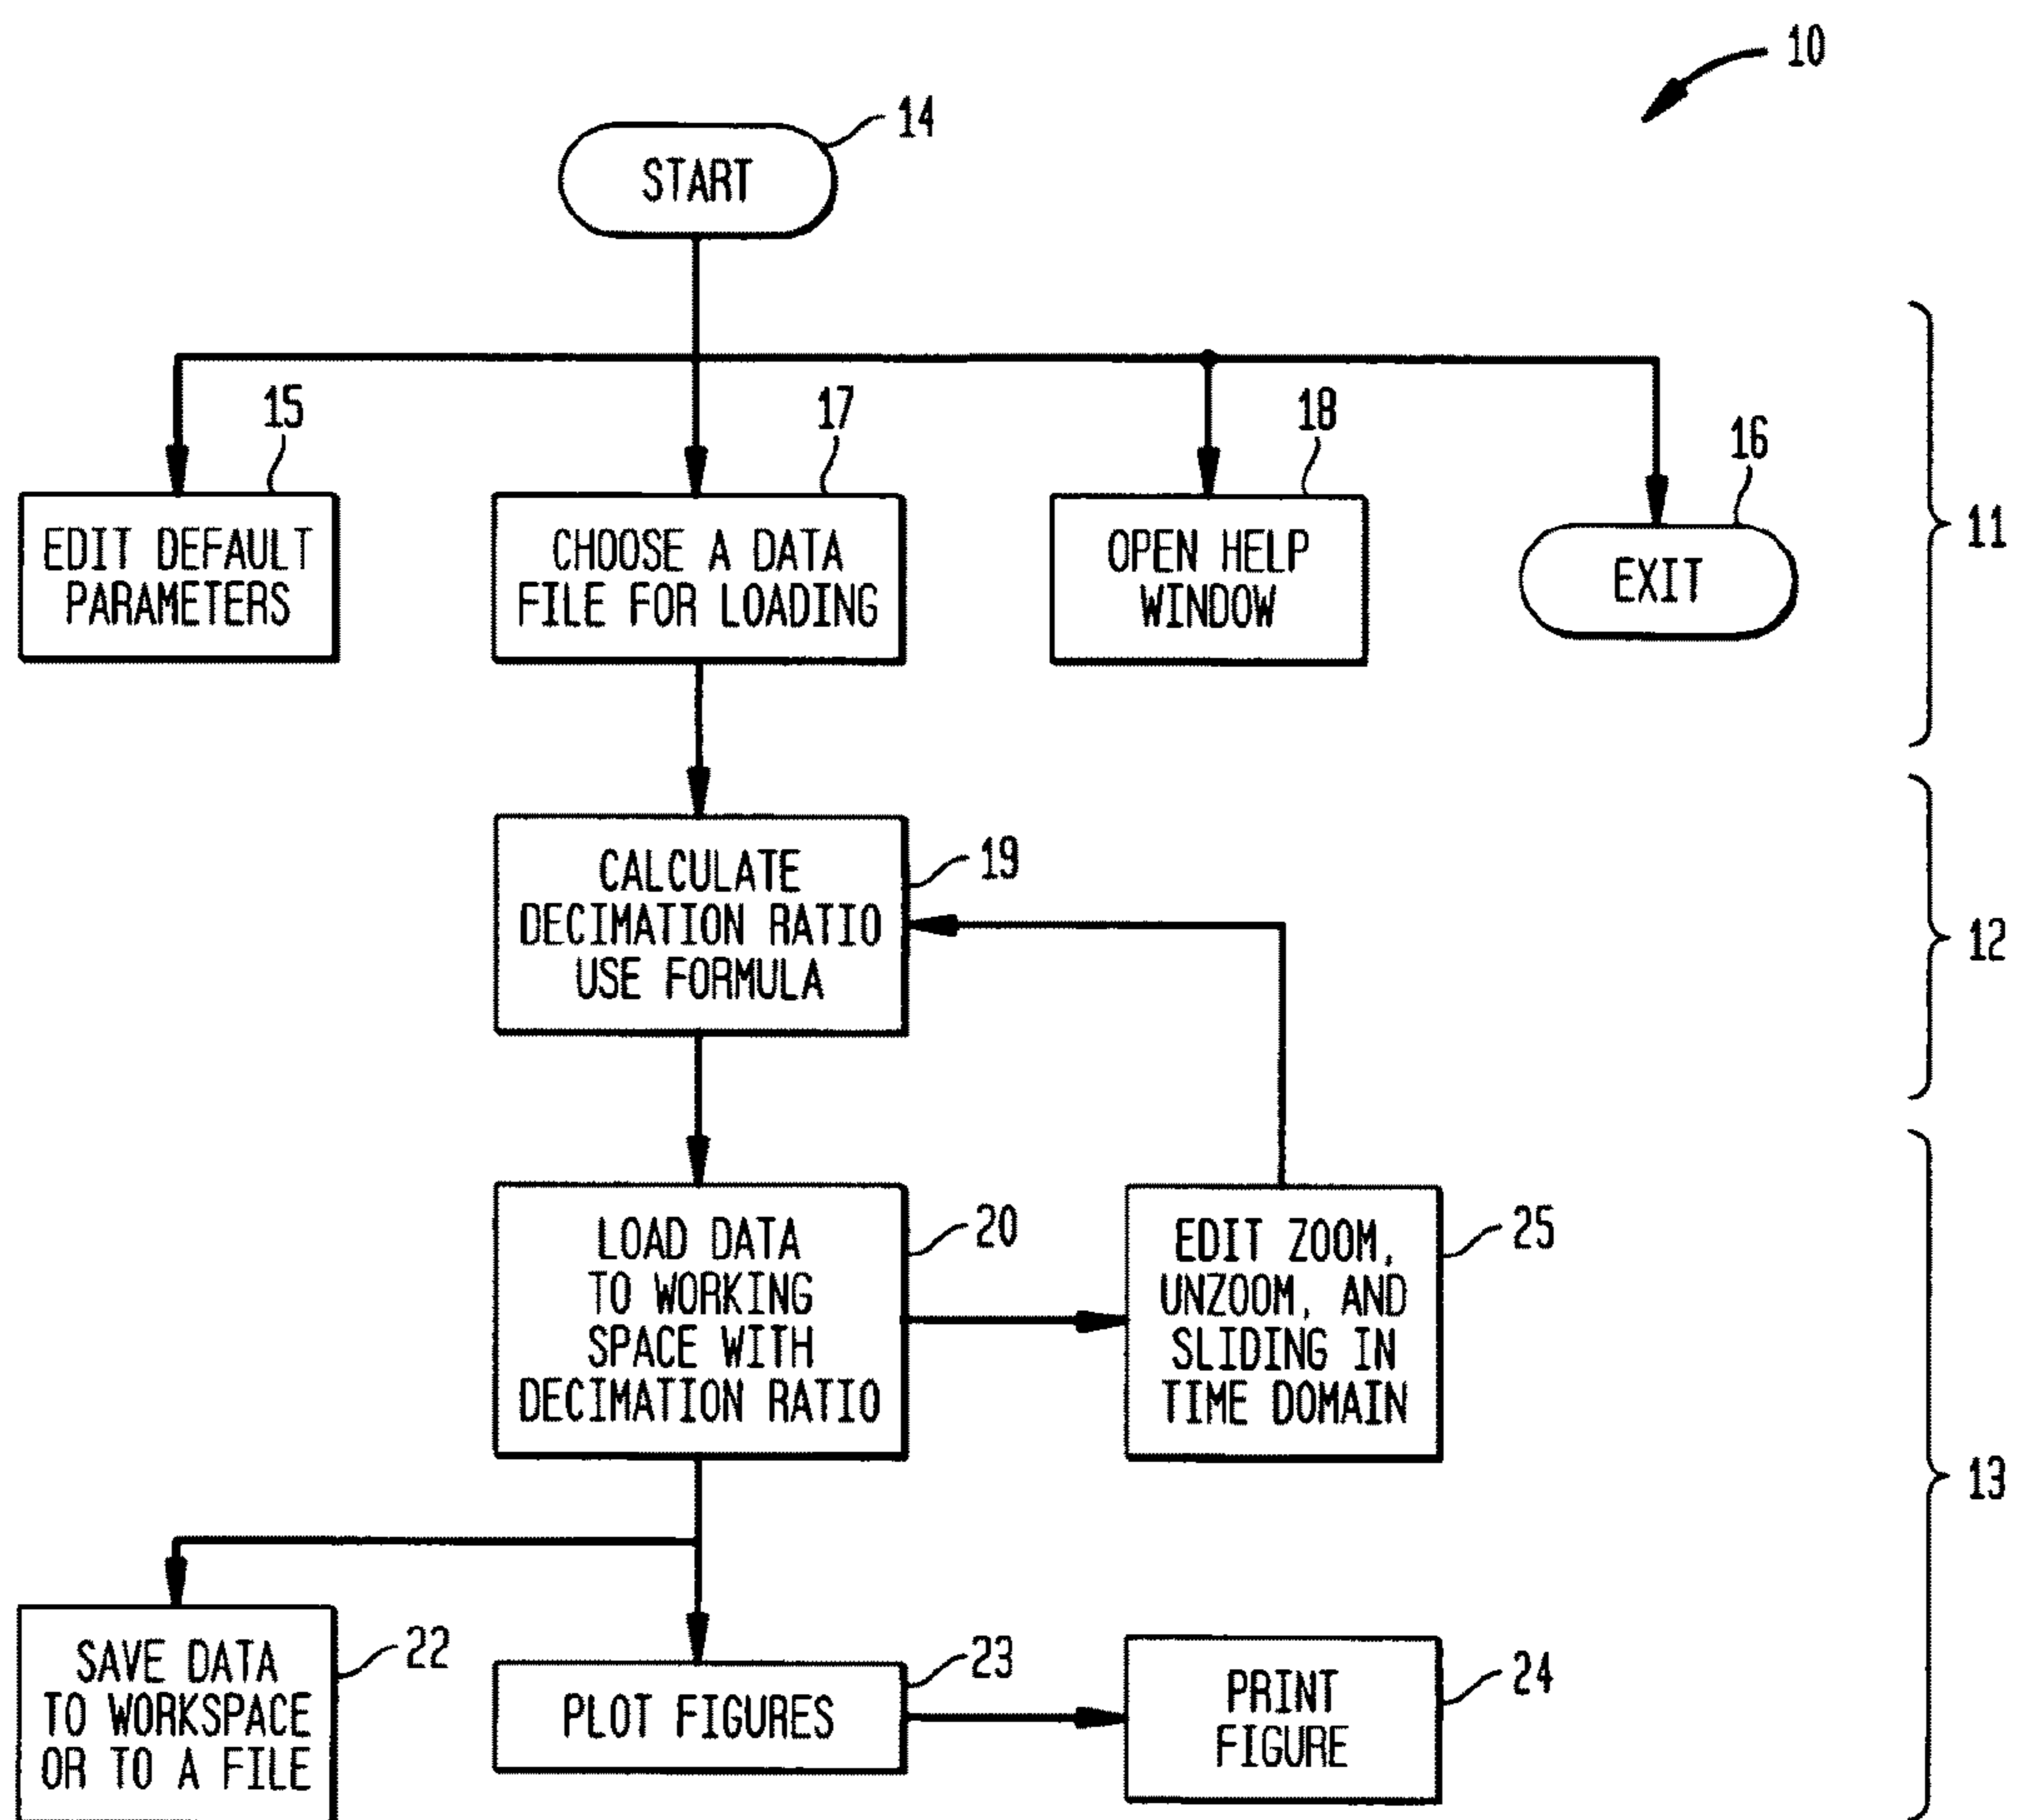 10
14
START
15
17
18
16
EDIT DEFAULT
PARAMETERS
CHOOSE A DATA
FILE FOR LOADING
OPEN HELP
WINDOW
EXIT
11
CALCULATE
DECIMATION RATIO
USE FORMULA
19
12
LOAD DATA
TO WORKING
SPACE WITH
DECIMATION RATIO
20
EDIT ZOOM,
UNZOOM, AND
SLIDING IN
TIME DOMAIN
25
13
SAVE DATA
TO WORKSPACE
OR TO A FILE
22
PLOT FIGURES
23
PRINT
FIGURE
24